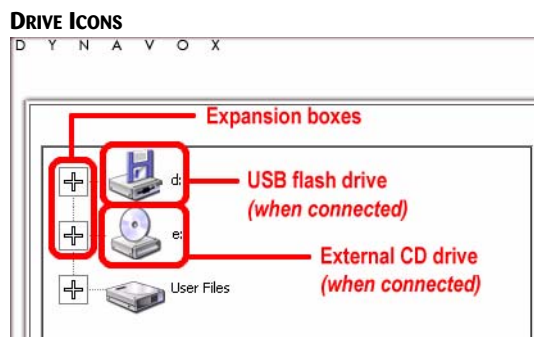 DRIVE ICONS
D Y N A V O X
Expansion boxes
d:
USB flash drive
(when connected)
e:
External CD drive
(when connected)
User Files